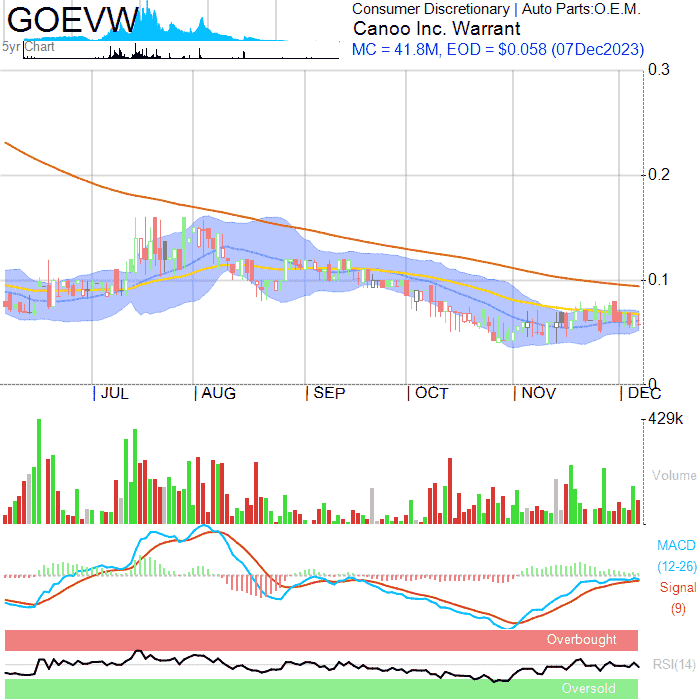 GOEVW
Consumer Discretionary | Auto Parts:O.E.M.
Canoo Inc. Warrant
MC = 41.8M, EOD = $0.058 (07Dec2023)
5yr Chart
0.3
0.2
0.1
0
JUL AUG SEP OCT NOV DEC
429k
Volume
MACD
(12-26)
Signal
(9)
Overbought
RSI(14)
Oversold